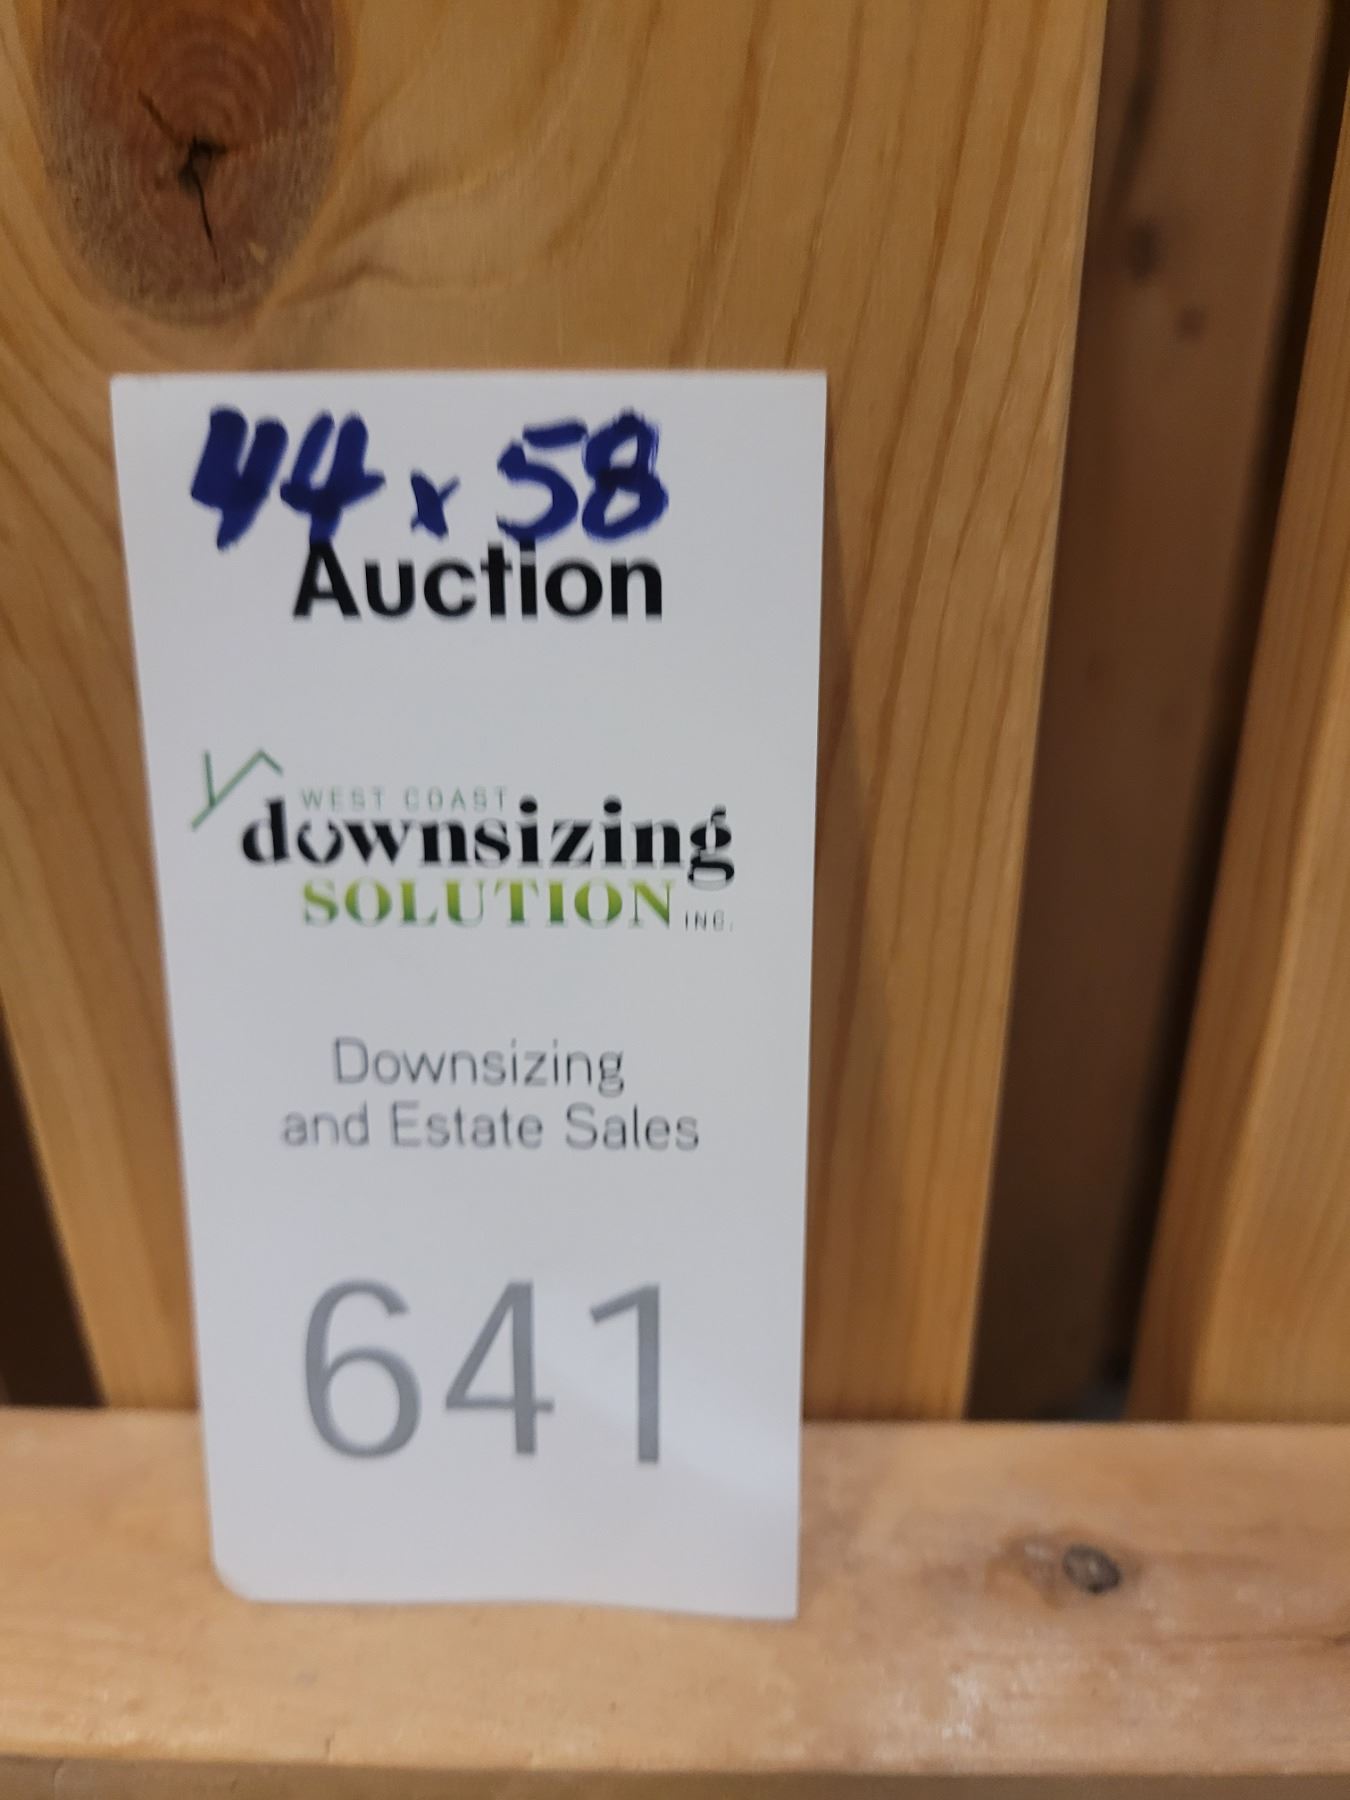 44 x 58
Auction
WEST COAST
downsizing
SOLUTION INC.
Downsizing
and Estate Sales
641